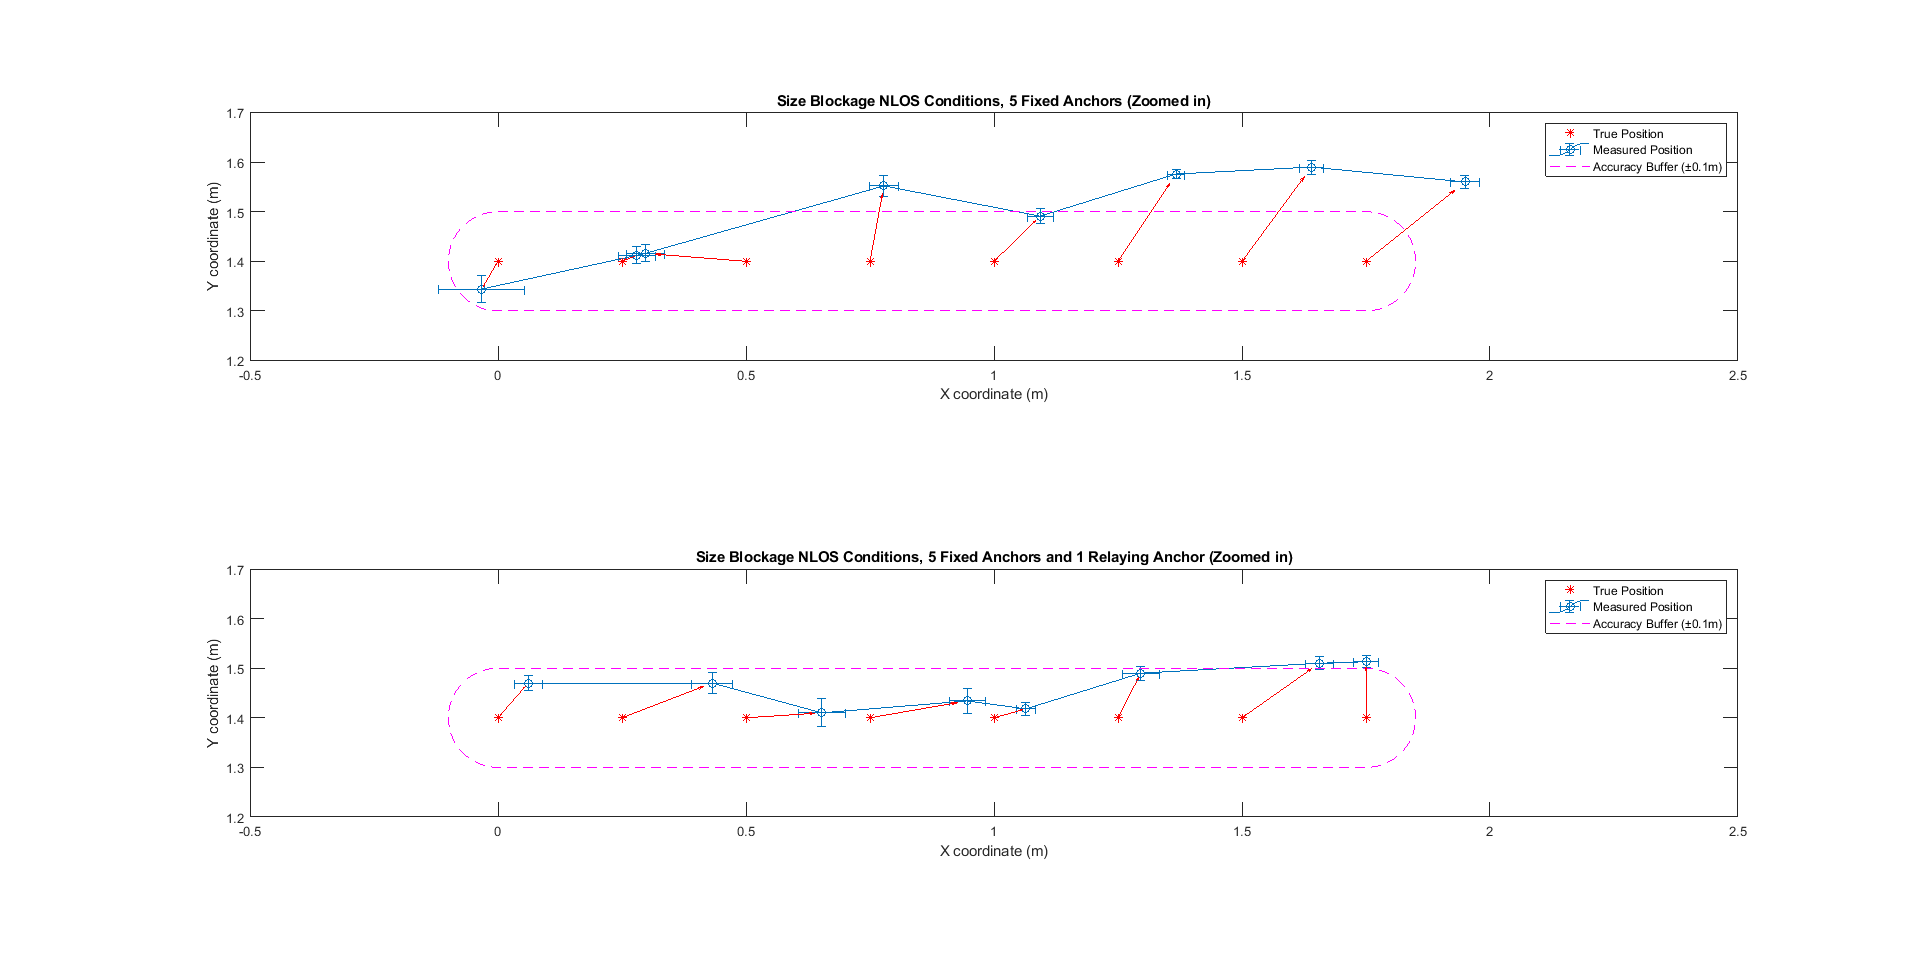 Size Blockage NLOS Conditions, 5 Fixed Anchors (Zoomed in)
1.7
1.6
1.5
1.4
1.3
1.2
Y coordinate (m)
True Position
Measured Position
Accuracy Buffer (±0.1m)
-0.5 0 0.5 1 1.5 2 2.5
X coordinate (m)
Size Blockage NLOS Conditions, 5 Fixed Anchors and 1 Relaying Anchor (Zoomed in)
1.7
1.6
1.5
1.4
1.3
1.2
Y coordinate (m)
True Position
Measured Position
Accuracy Buffer (±0.1m)
-0.5 0 0.5 1 1.5 2 2.5
X coordinate (m)